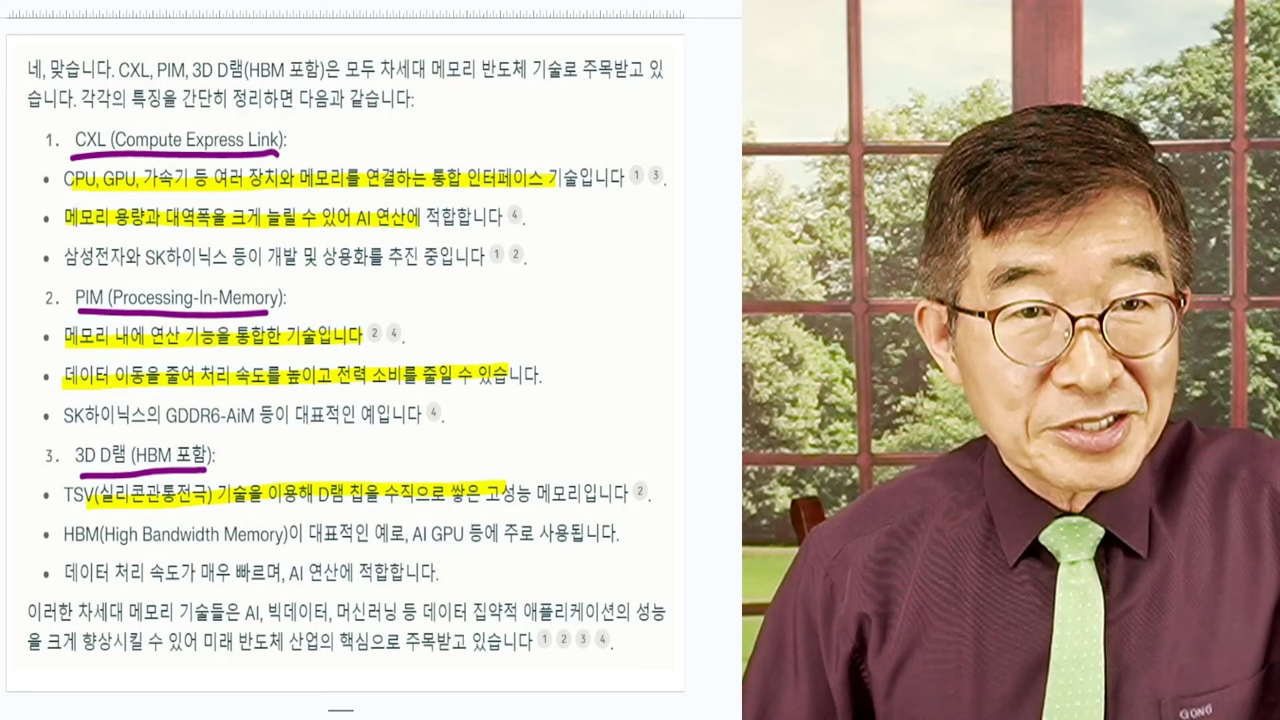 네, 맞습니다. CXL, PIM, 3D D램(HBM 포함)은 모두 차세대 메모리 반도체 기술로 주목받고 있
습니다. 각각의 특징을 간단히 정리하면 다음과 같습니다:
1. CXL (Compute Express Link):
• CPU, GPU, 가속기 등 여러 장치와 메모리를 연결하는 통합 인터페이스 기술입니다 1 3.
• 메모리 용량과 대역폭을 크게 늘릴 수 있어 AI 연산에 적합합니다 4.
• 삼성전자와 SK하이닉스 등이 개발 및 상용화를 추진 중입니다 1 2.
2. PIM (Processing-In-Memory):
• 메모리 내에 연산 기능을 통합한 기술입니다 2 4.
• 데이터 이동을 줄여 처리 속도를 높이고 전력 소비를 줄일 수 있습니다.
• SK하이닉스의 GDDR6-AiM 등이 대표적인 예입니다 4.
3. 3D D램 (HBM 포함):
• TSV(실리콘관통전극) 기술을 이용해 D램 칩을 수직으로 쌓은 고성능 메모리입니다 2.
• HBM(High Bandwidth Memory)이 대표적인 예로, AI GPU 등에 주로 사용됩니다.
• 데이터 처리 속도가 매우 빠르며, AI 연산에 적합합니다.
이러한 차세대 메모리 기술들은 AI, 빅데이터, 머신러닝 등 데이터 집약적 애플리케이션의 성능
을 크게 향상시킬 수 있어 미래 반도체 산업의 핵심으로 주목받고 있습니다 1 2 3 4.
GONG